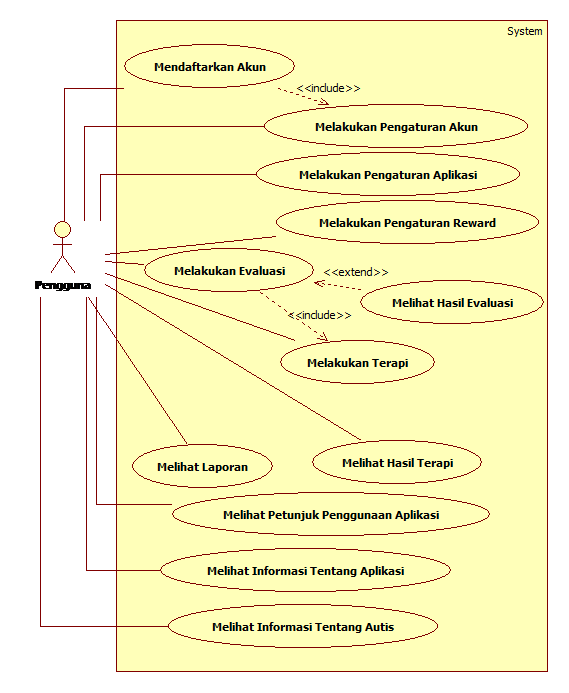 System
Mendaftarkan Akun
<<include>>
Melakukan Pengaturan Akun
Melakukan Pengaturan Aplikasi
Melakukan Pengaturan Reward
Melakukan Evaluasi
<<extend>>
Pengguna
Melihat Hasil Evaluasi
<<include>>
Melakukan Terapi
Melihat Laporan
Melihat Hasil Terapi
Melihat Petunjuk Penggunaan Aplikasi
Melihat Informasi Tentang Aplikasi
Melihat Informasi Tentang Autis